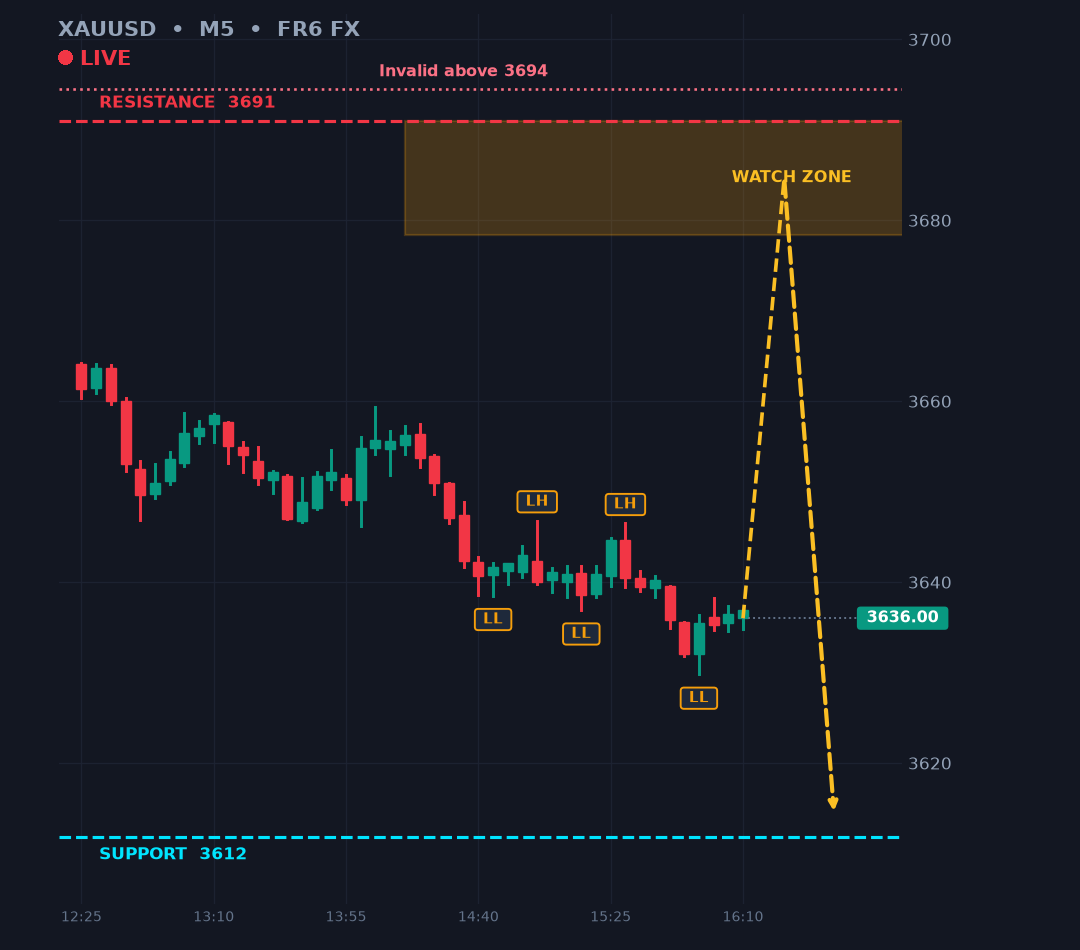 XAUUSD • M5 • FR6 FX
LIVE
3700
Invalid above 3694
RESISTANCE 3691
WATCH ZONE
3680
3660
LH
LH
3640
LL
3636.00
LL
LL
3620
SUPPORT 3612
12:25 13:10 13:55 14:40 15:25 16:10